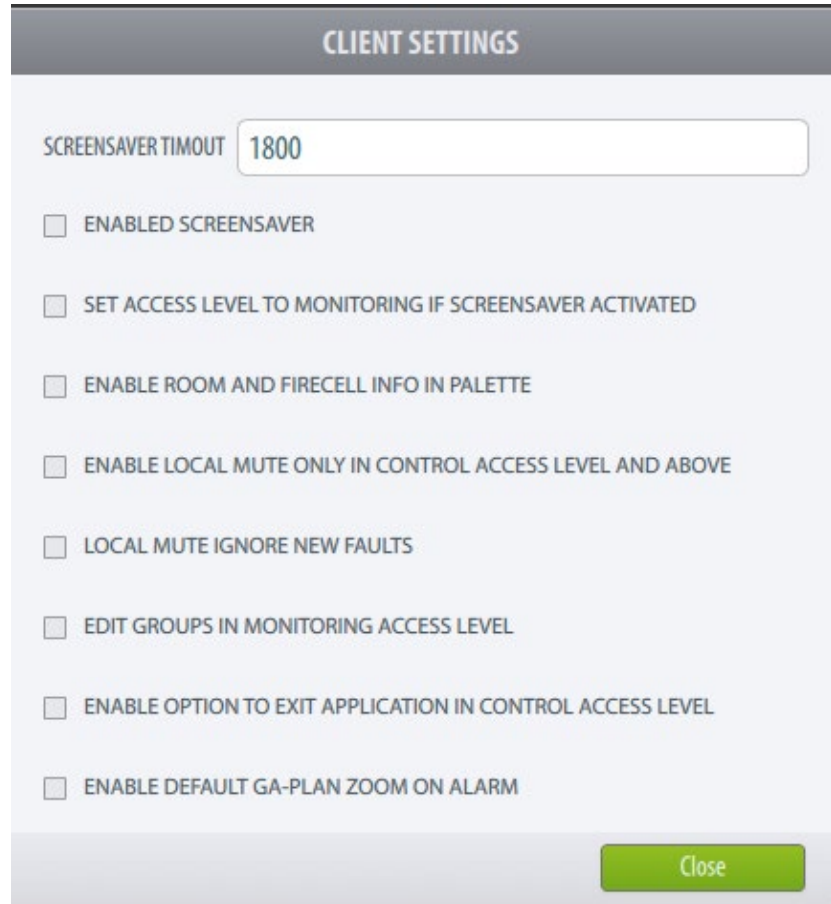 CLIENT SETTINGS
SCREENSAVER TIMOUT 1800
ENABLED SCREENSAVER
SET ACCESS LEVEL TO MONITORING IF SCREENSAVER ACTIVATED
ENABLE ROOM AND FIRECELL INFO IN PALETTE
ENABLE LOCAL MUTE ONLY IN CONTROL ACCESS LEVEL AND ABOVE
LOCAL MUTE IGNORE NEW FAULTS
EDIT GROUPS IN MONITORING ACCESS LEVEL
ENABLE OPTION TO EXIT APPLICATION IN CONTROL ACCESS LEVEL
ENABLE DEFAULT GA-PLAN ZOOM ON ALARM
Close